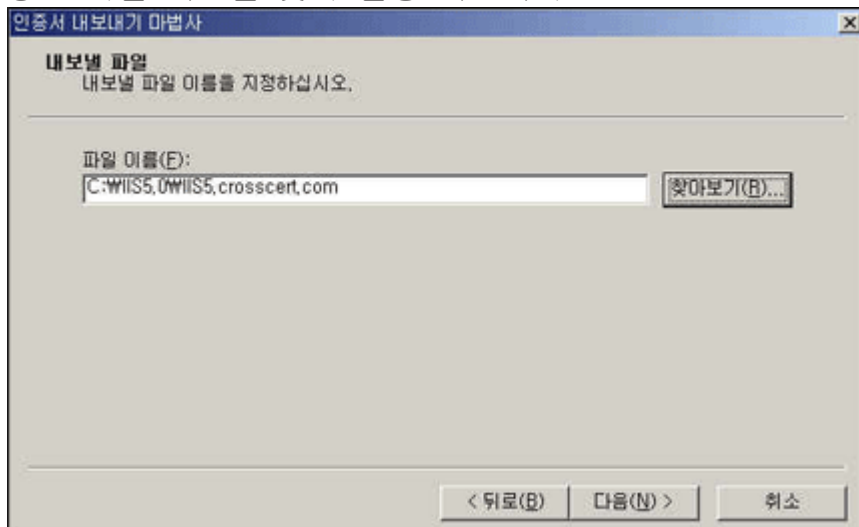 인증서 내보내기 마법사
내보낼 파일
내보낼 파일 이름을 지정하십시오.
파일 이름(F):
C:₩IIS5.0₩IIS5.crosscert.com
찾아보기(R)...
< 뒤로(B)
다음(N) >
취소